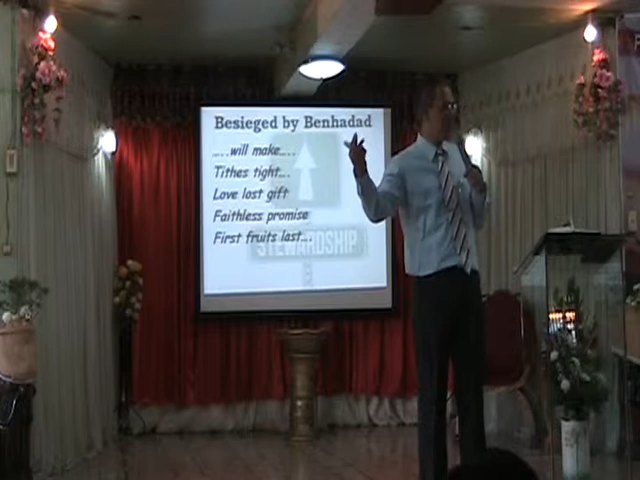 Besieged by Benhadad
.....will make....
Tithes tight...
Love lost gift
Faithless promise
First fruits last...
STEWARDSHIP